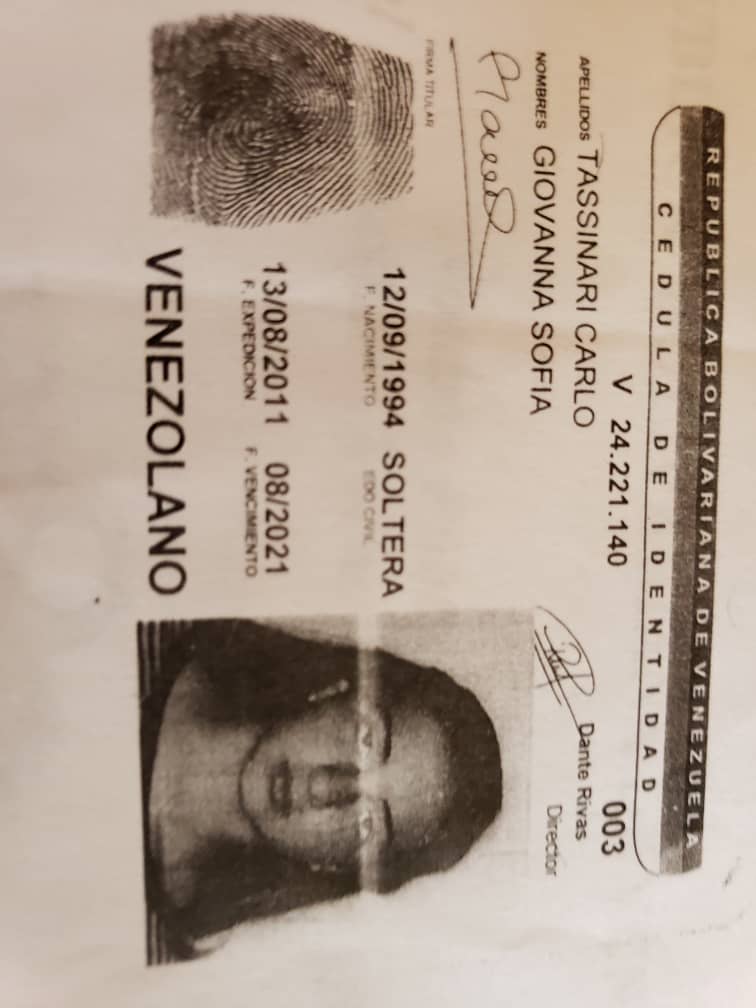 REPUBLICA BOLIVARIANA DE VENEZUELA
CEDULA DE IDENTIDAD
V 24.221.140 003
APELLIDOS TASSINARI CARLO
Dante Rivas
NOMBRES GIOVANNA SOFIA
Director
FIRMA TITULAR
12/09/1994 SOLTERA
F. NACIMIENTO EDO CIVIL
13/08/2011 08/2021
F. EXPEDICION F. VENCIMIENTO
VENEZOLANO